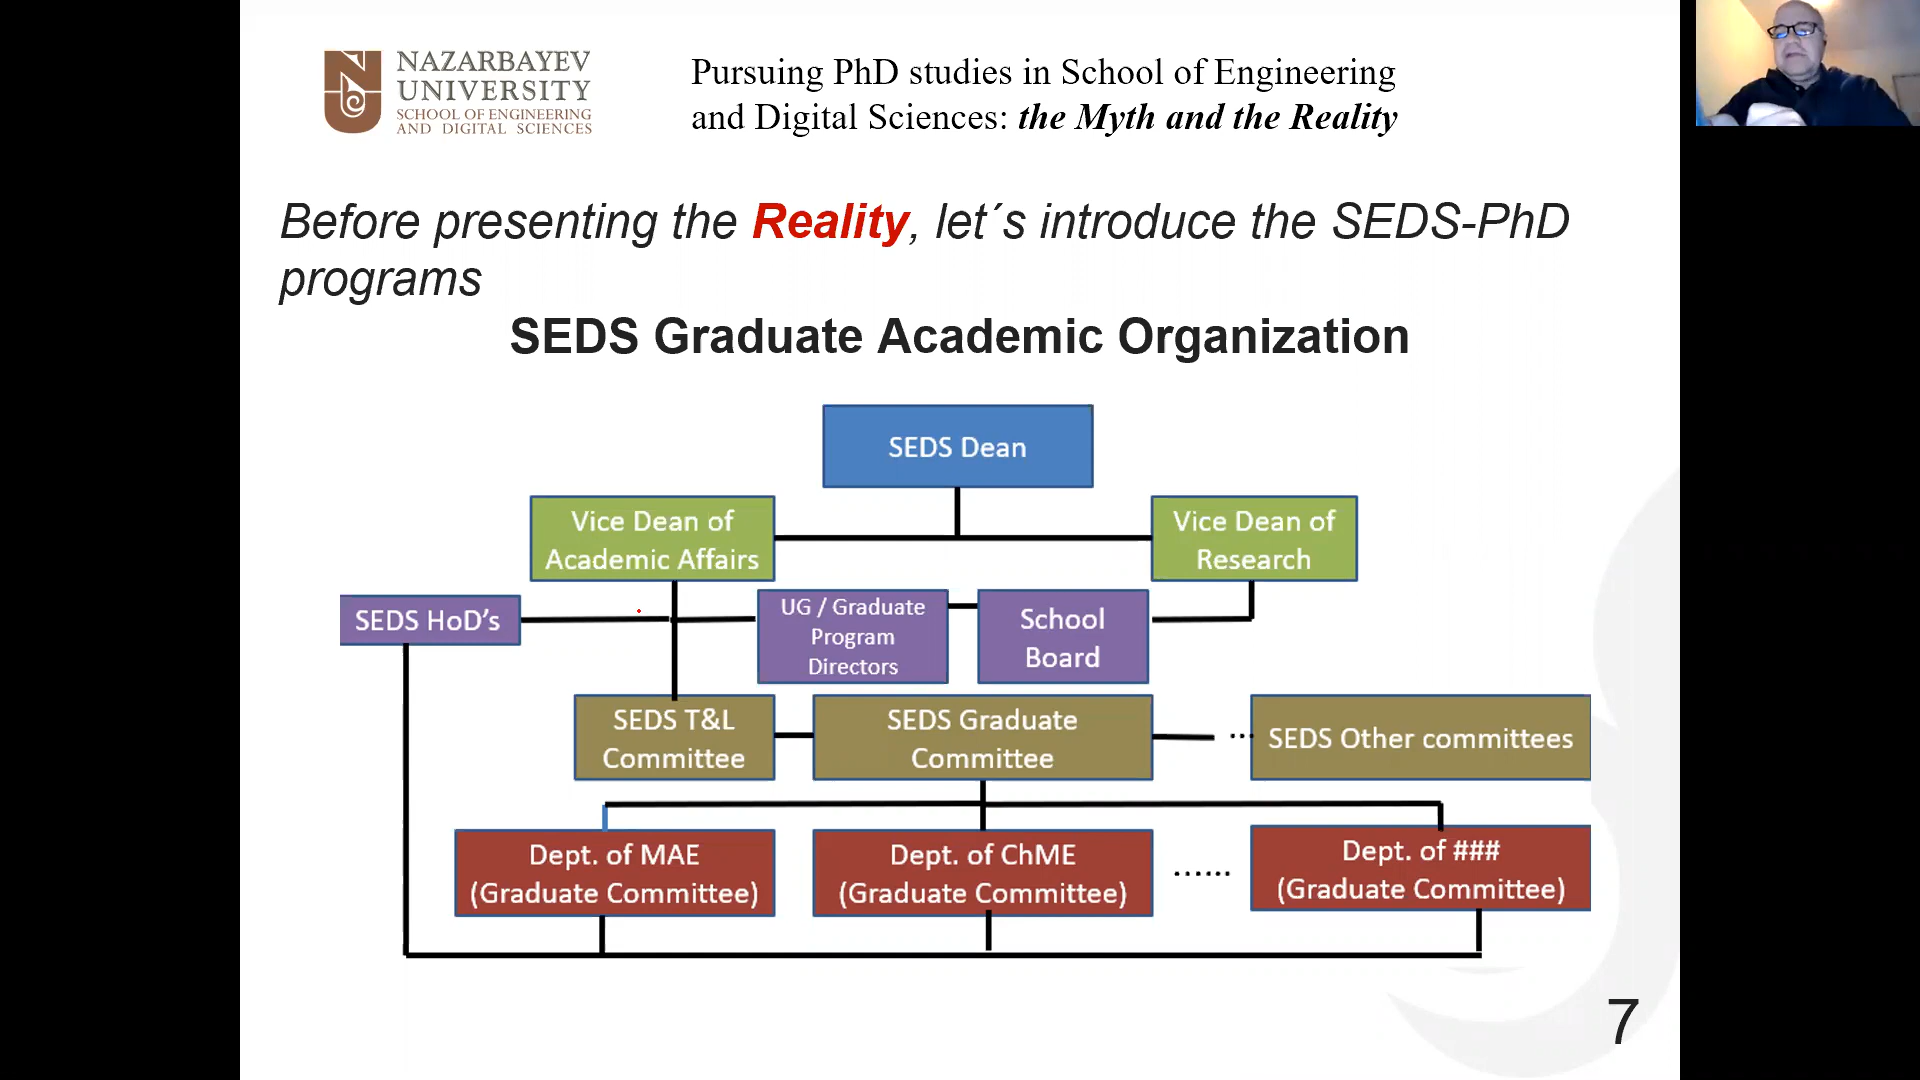 NAZARBAYEV
UNIVERSITY
SCHOOL OF ENGINEERING
AND DIGITAL SCIENCES
Pursuing PhD studies in School of Engineering
and Digital Sciences: the Myth and the Reality
Before presenting the Reality, let´s introduce the SEDS-PhD
programs
SEDS Graduate Academic Organization
SEDS Dean
Vice Dean of
Academic Affairs
Vice Dean of
Research
SEDS HoD’s
UG / Graduate
Program
Directors
School
Board
SEDS T&L
Committee
SEDS Graduate
Committee
... SEDS Other committees
Dept. of MAE
(Graduate Committee)
Dept. of ChME
(Graduate Committee)
......
Dept. of ###
(Graduate Committee)
7